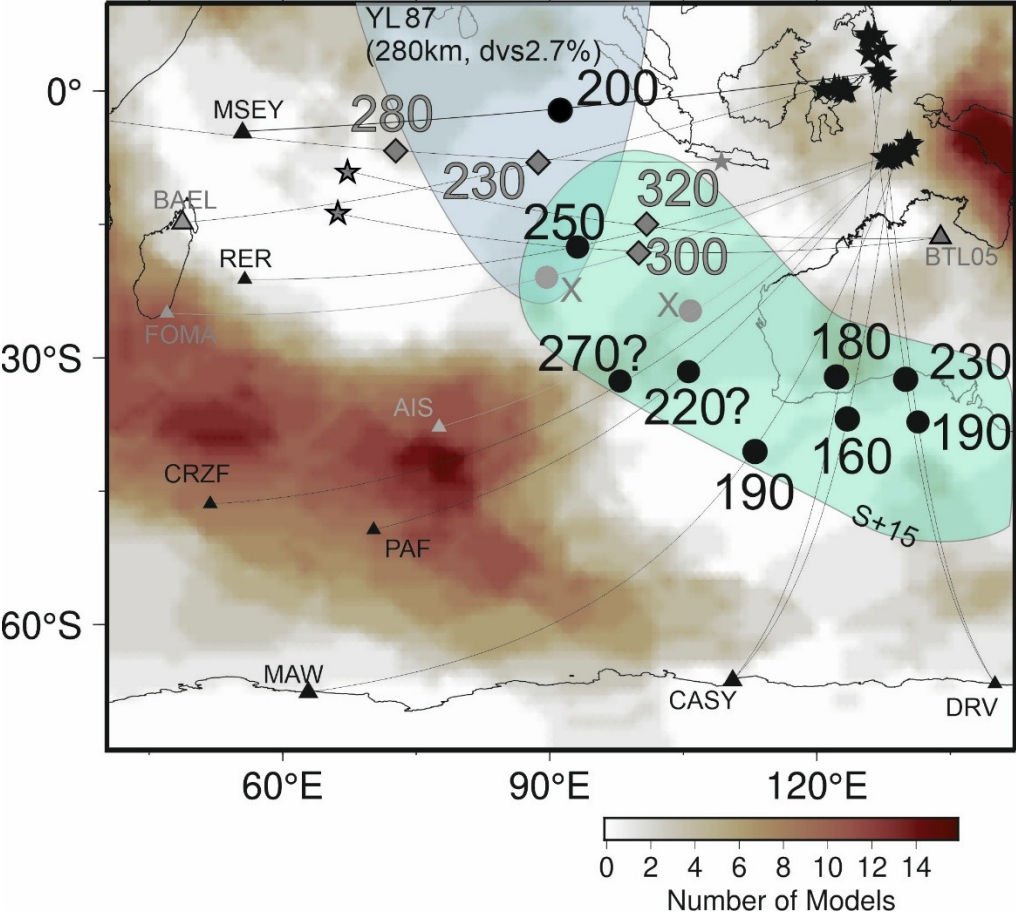 YL87
(280km, dvs2.7%)
0°
200
MSEY
280
230
320
BAEL
250
RER
300
BTL05
X
X
FOMA
30°S
270?
180
230
220?
AIS
160
190
190
CRZF
S+15
PAF
60°S
MAW
CASY
DRV
60°E
90°E
120°E
0 2 4 6 8 10 12 14
Number of Models